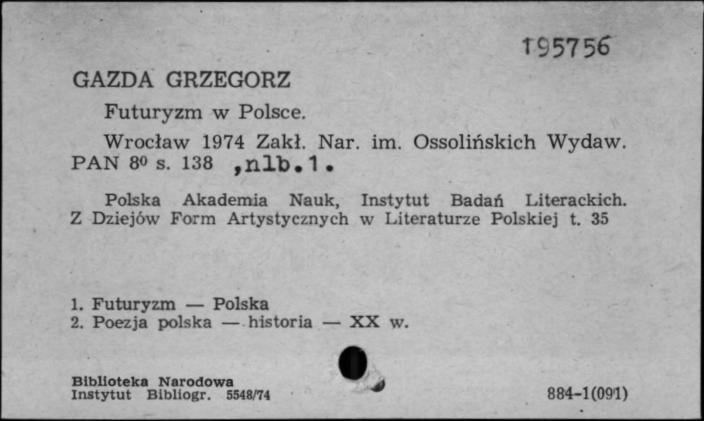 195756
GAZDA GRZEGORZ
Futuryzm w Polsce.
Wrocław 1974 Zakł. Nar. im. Ossolińskich Wydaw.
PAN 8⁰ s. 138 ,nlb.1.
Polska Akademia Nauk, Instytut Badań Literackich.
Z Dziejów Form Artystycznych w Literaturze Polskiej t. 35
1. Futuryzm — Polska
2. Poezja polska — historia — XX w.
Biblioteka Narodowa
Instytut Bibliogr. 5548/74
884-1(091)